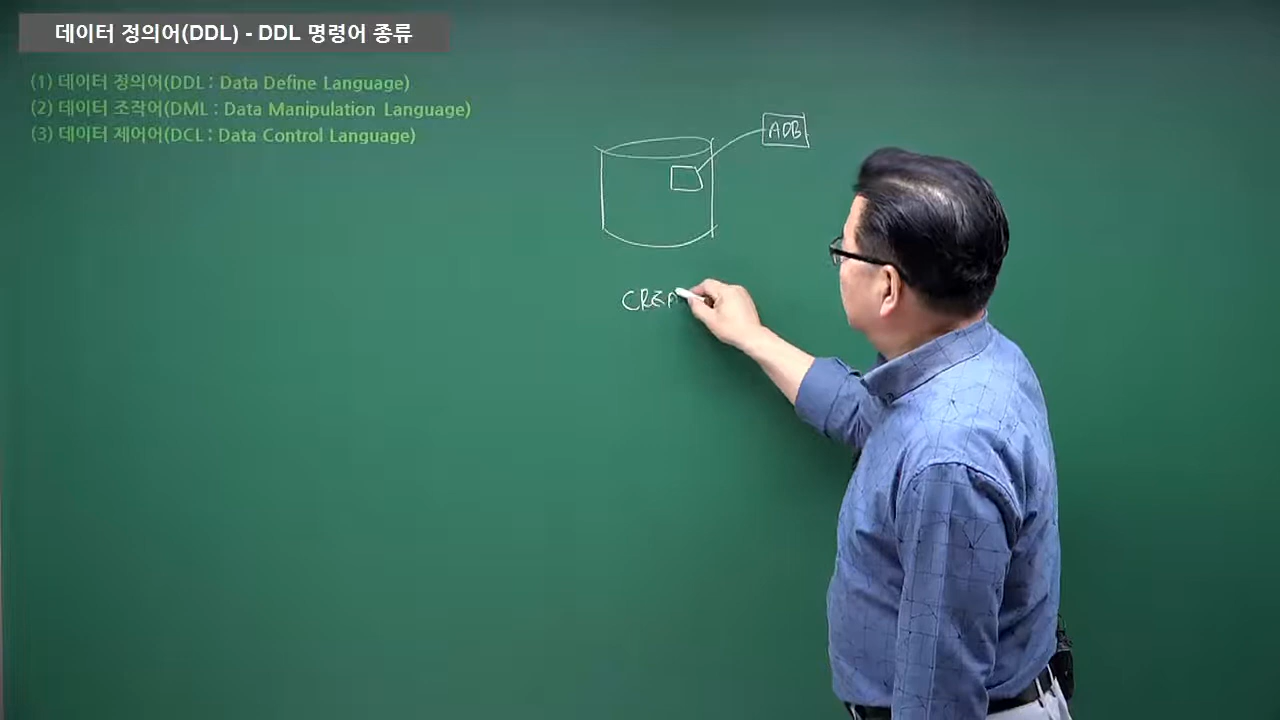 데이터 정의어(DDL) - DDL 명령어 종류
(1) 데이터 정의어(DDL : Data Define Language)
(2) 데이터 조작어(DML : Data Manipulation Language)
(3) 데이터 제어어(DCL : Data Control Language)
ADB
CREA